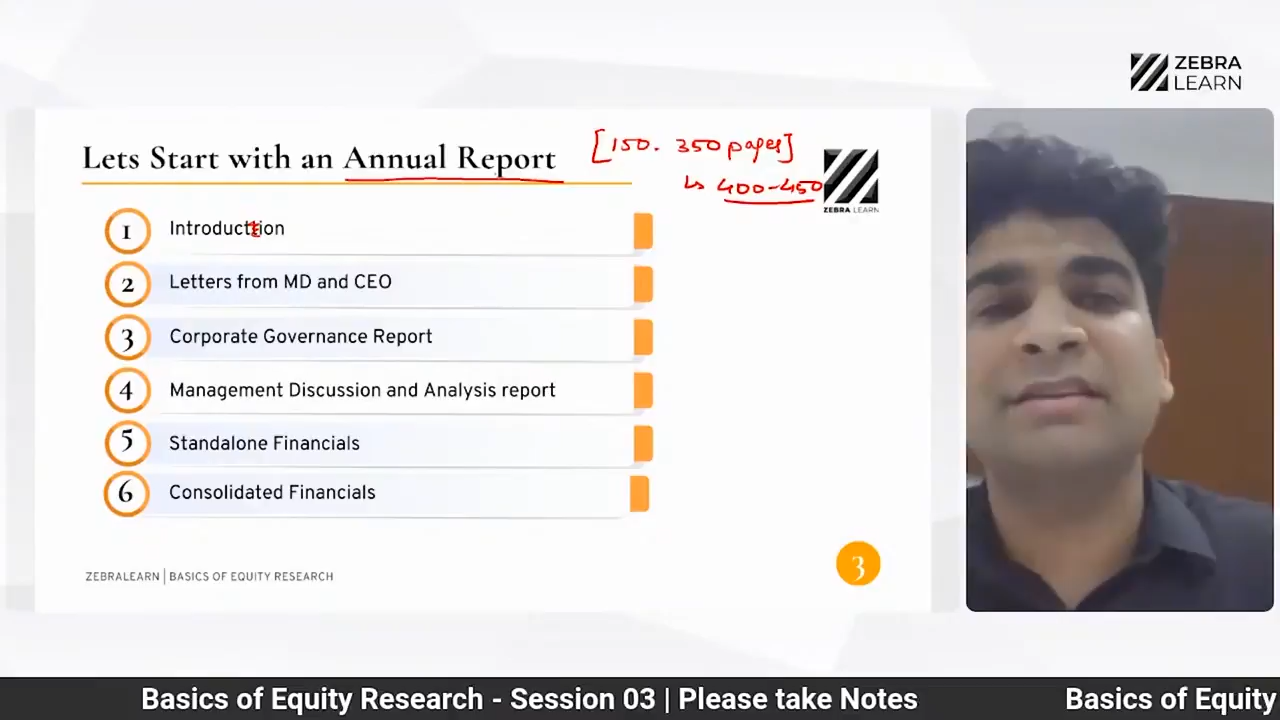 ZEBRA
LEARN
Lets Start with an Annual Report
[150. 350 pages]
↳ 400-450
ZEBRA LEARN
1 Introduction
2 Letters from MD and CEO
3 Corporate Governance Report
4 Management Discussion and Analysis report
5 Standalone Financials
6 Consolidated Financials
ZEBRALEARN | BASICS OF EQUITY RESEARCH
3
Basics of Equity Research - Session 03 | Please take Notes
Basics of Equity